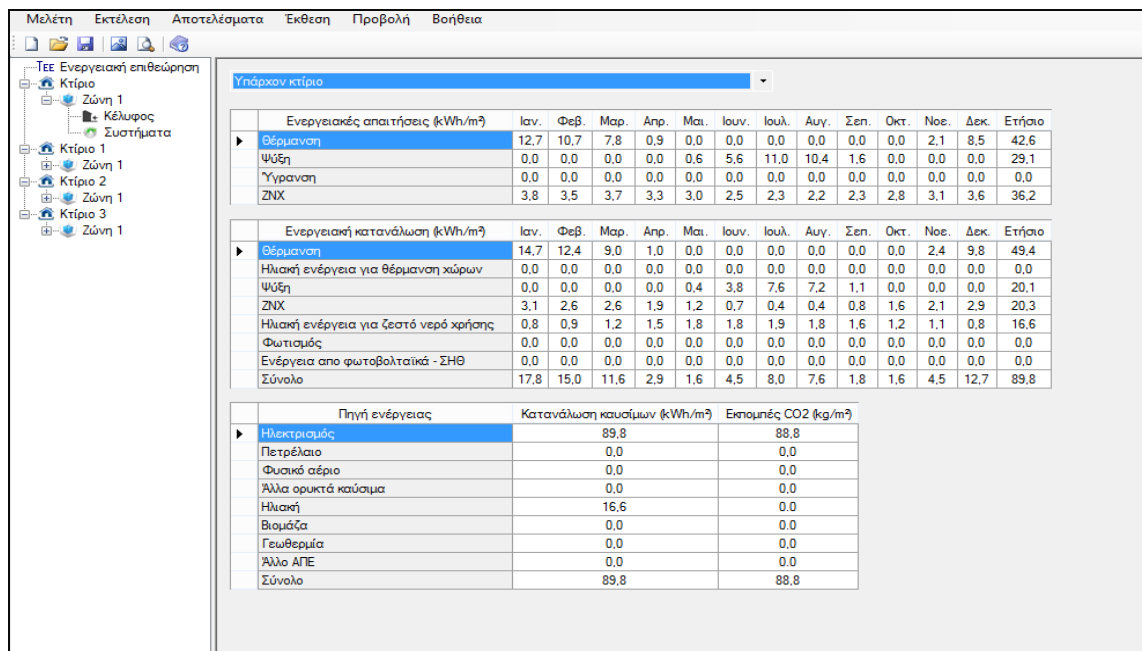 Μελέτη Εκτέλεση Αποτελέσματα Έκθεση Προβολή Βοήθεια
ΤΕΕ Ενεργειακή επιθεώρηση
Κτίριο
Ζώνη 1
Κέλυφος
Συστήματα
Κτίριο 1
Ζώνη 1
Κτίριο 2
Ζώνη 1
Κτίριο 3
Ζώνη 1
Υπάρχον κτίριο
Ενεργειακές απαιτήσεις (kWh/m²) Ιαν. Φεβ. Μαρ. Απρ. Μαι. Ιουν. Ιουλ. Αυγ. Σεπ. Οκτ. Νοε. Δεκ. Ετήσιο
Θέρμανση 12,7 10,7 7,8 0,9 0,0 0,0 0,0 0,0 0,0 0,0 2,1 8,5 42,6
Ψύξη 0,0 0,0 0,0 0,0 0,6 5,6 11,0 10,4 1,6 0,0 0,0 0,0 29,1
Ύγρανση 0,0 0,0 0,0 0,0 0,0 0,0 0,0 0,0 0,0 0,0 0,0 0,0 0,0
ΖΝΧ 3,8 3,5 3,7 3,3 3,0 2,5 2,3 2,2 2,3 2,8 3,1 3,6 36,2
Ενεργειακή κατανάλωση (kWh/m²) Ιαν. Φεβ. Μαρ. Απρ. Μαι. Ιουν. Ιουλ. Αυγ. Σεπ. Οκτ. Νοε. Δεκ. Ετήσιο
Θέρμανση 14,7 12,4 9,0 1,0 0,0 0,0 0,0 0,0 0,0 0,0 2,4 9,8 49,4
Ηλιακή ενέργεια για θέρμανση χώρων 0,0 0,0 0,0 0,0 0,0 0,0 0,0 0,0 0,0 0,0 0,0 0,0 0,0
Ψύξη 0,0 0,0 0,0 0,0 0,4 3,8 7,6 7,2 1,1 0,0 0,0 0,0 20,1
ΖΝΧ 3,1 2,6 2,6 1,9 1,2 0,7 0,4 0,4 0,8 1,6 2,1 2,9 20,3
Ηλιακή ενέργεια για ζεστό νερό χρήσης 0,8 0,9 1,2 1,5 1,8 1,8 1,9 1,8 1,6 1,2 1,1 0,8 16,6
Φωτισμός 0,0 0,0 0,0 0,0 0,0 0,0 0,0 0,0 0,0 0,0 0,0 0,0 0,0
Ενέργεια απο φωτοβολταϊκά - ΣΗΘ 0,0 0,0 0,0 0,0 0,0 0,0 0,0 0,0 0,0 0,0 0,0 0,0 0,0
Σύνολο 17,8 15,0 11,6 2,9 1,6 4,5 8,0 7,6 1,8 1,6 4,5 12,7 89,8
Πηγή ενέργειας Κατανάλωση καυσίμων (kWh/m²) Εκπομπές CO2 (kg/m²)
Ηλεκτρισμός 89,8 88,8
Πετρέλαιο 0,0 0,0
Φυσικό αέριο 0,0 0,0
Άλλα ορυκτά καύσιμα 0,0 0,0
Ηλιακή 16,6 0.0
Βιομάζα 0,0 0.0
Γεωθερμία 0,0 0,0
Άλλο ΑΠΕ 0,0 0.0
Σύνολο 89,8 88,8